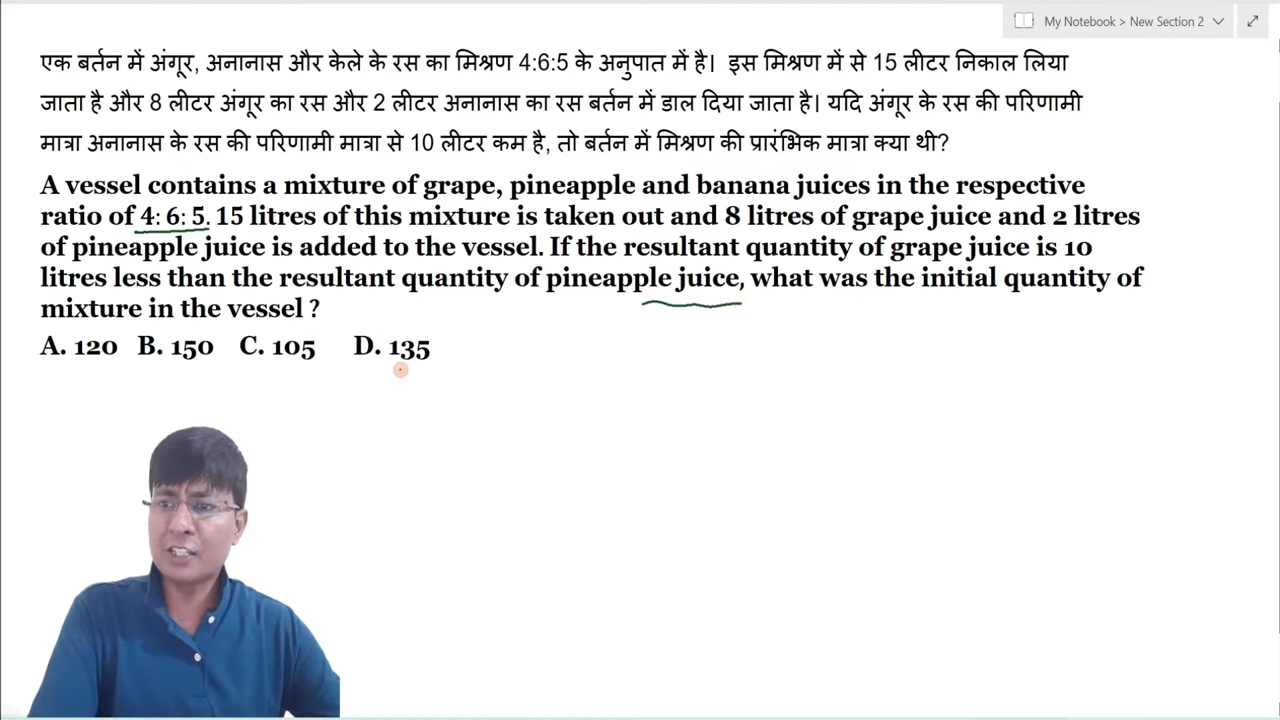 My Notebook > New Section 2
एक बर्तन में अंगूर, अनानास और केले के रस का मिश्रण 4:6:5 के अनुपात में है। इस मिश्रण में से 15 लीटर निकाल लिया
जाता है और 8 लीटर अंगूर का रस और 2 लीटर अनानास का रस बर्तन में डाल दिया जाता है। यदि अंगूर के रस की परिणामी
मात्रा अनानास के रस की परिणामी मात्रा से 10 लीटर कम है, तो बर्तन में मिश्रण की प्रारंभिक मात्रा क्या थी?
A vessel contains a mixture of grape, pineapple and banana juices in the respective
ratio of 4: 6: 5. 15 litres of this mixture is taken out and 8 litres of grape juice and 2 litres
of pineapple juice is added to the vessel. If the resultant quantity of grape juice is 10
litres less than the resultant quantity of pineapple juice, what was the initial quantity of
mixture in the vessel ?
A. 120 B. 150 C. 105 D. 135